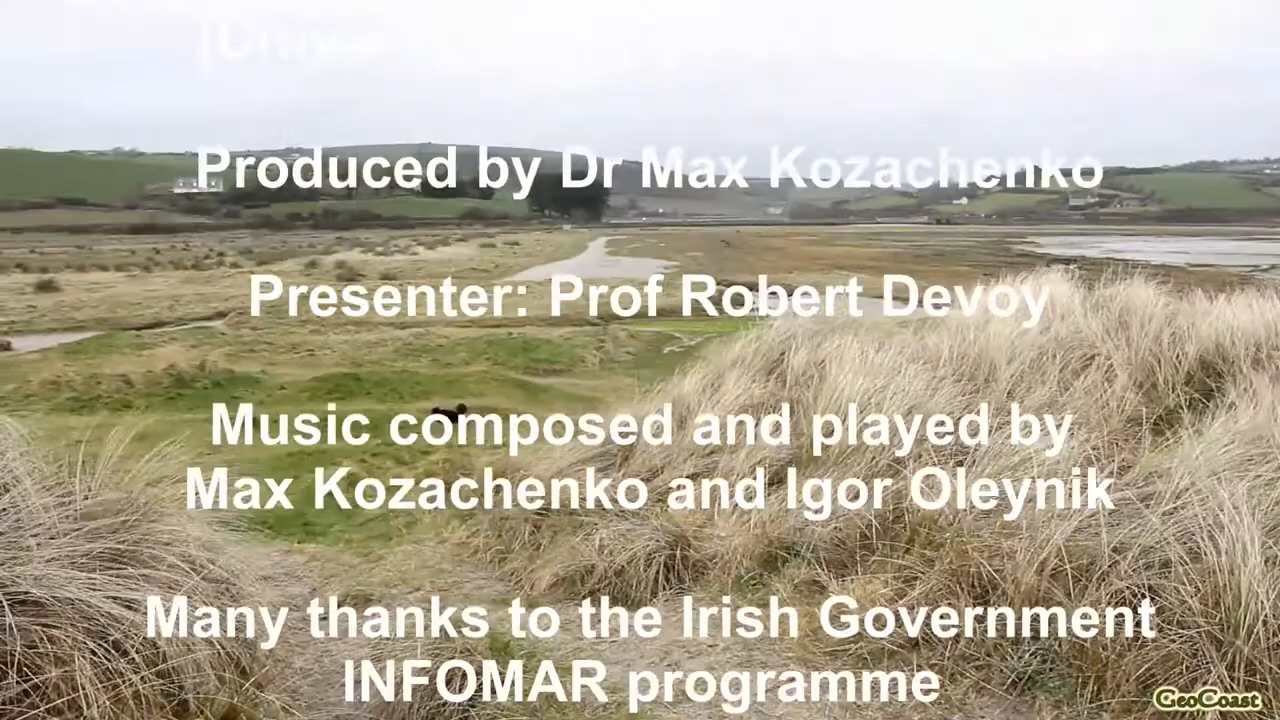 Produced by Dr Max Kozachenko
Presenter: Prof Robert Devoy
Music composed and played by
Max Kozachenko and Igor Oleynik
Many thanks to the Irish Government
INFOMAR programme
GeoCoast